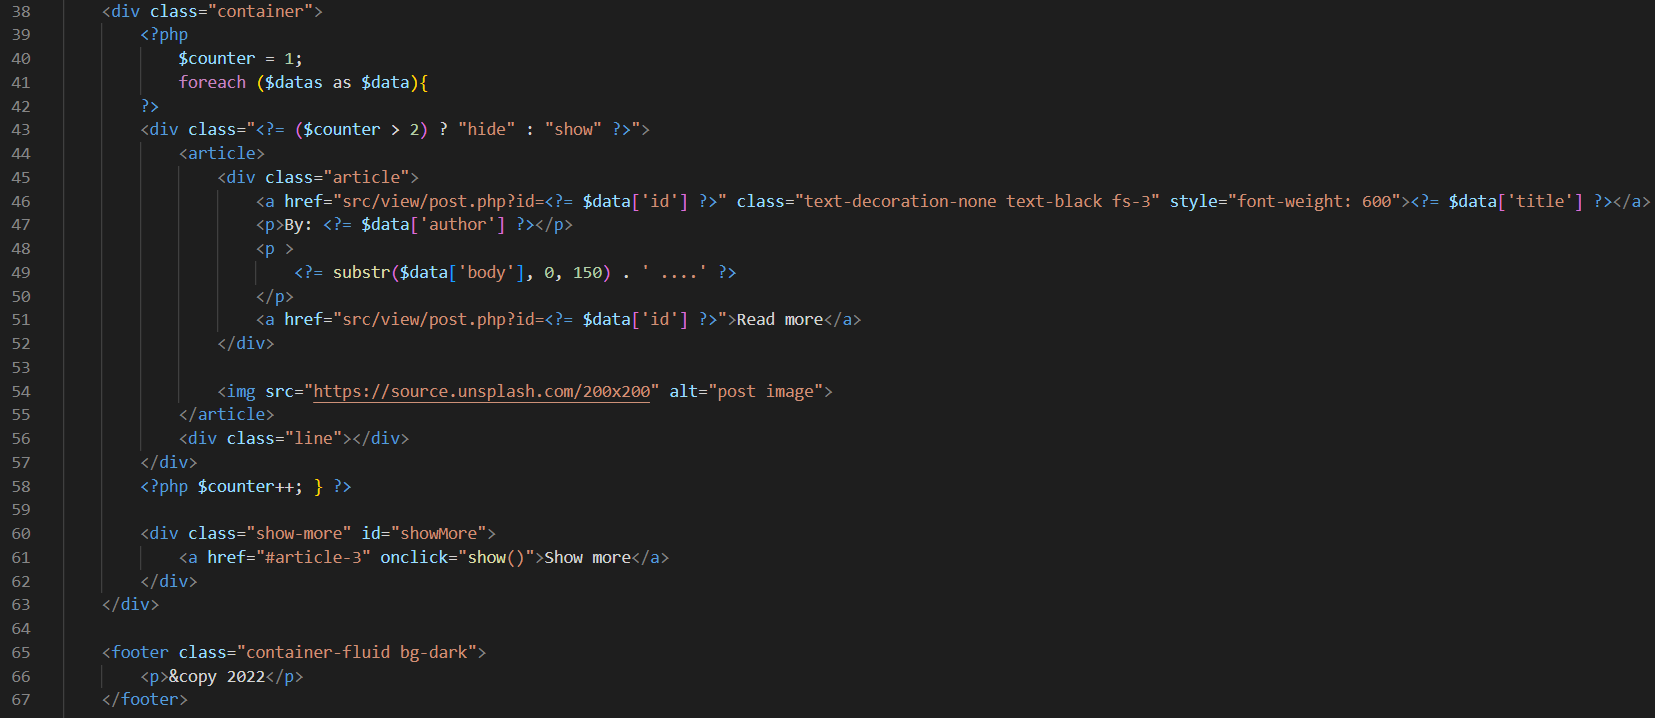 38 <div class="container">
39 <?php
40 $counter = 1;
41 foreach ($datas as $data){
42 ?>
43 <div class="<?= ($counter > 2) ? "hide" : "show" ?>">
44 <article>
45 <div class="article">
46 <a href="src/view/post.php?id=<?= $data['id'] ?>" class="text-decoration-none text-black fs-3" style="font-weight: 600"><?= $data['title'] ?></a>
47 <p>By: <?= $data['author'] ?></p>
48 <p >
49 <?= substr($data['body'], 0, 150) . ' ....' ?>
50 </p>
51 <a href="src/view/post.php?id=<?= $data['id'] ?>">Read more</a>
52 </div>
53
54 <img src="https://source.unsplash.com/200x200" alt="post image">
55 </article>
56 <div class="line"></div>
57 </div>
58 <?php $counter++; } ?>
59
60 <div class="show-more" id="showMore">
61 <a href="#article-3" onclick="show()">Show more</a>
62 </div>
63 </div>
64
65 <footer class="container-fluid bg-dark">
66 <p>&copy 2022</p>
67 </footer>